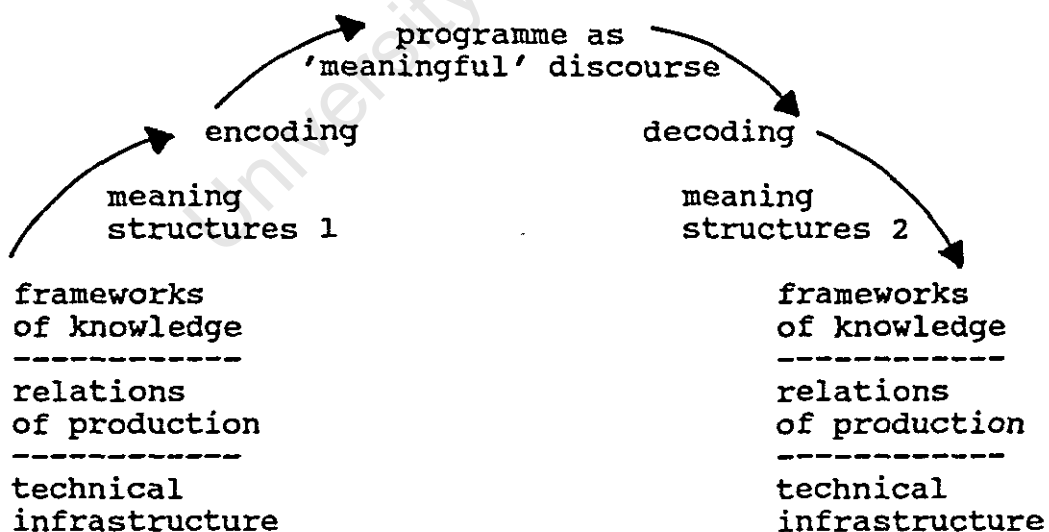 programme as
'meaningful' discourse
encoding
decoding
meaning
structures 1
meaning
structures 2
frameworks
of knowledge
------------
relations
of production
------------
technical
infrastructure
frameworks
of knowledge
------------
relations
of production
------------
technical
infrastructure
University